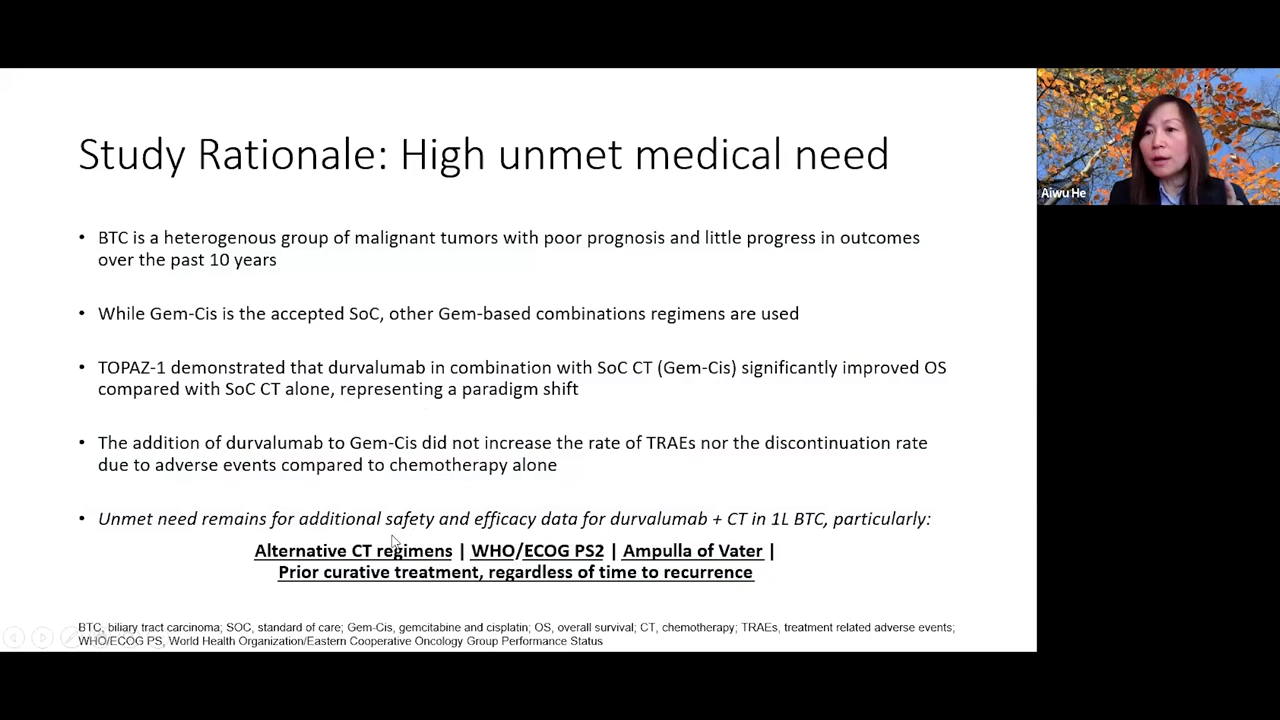 Study Rationale: High unmet medical need
Aiwu He
• BTC is a heterogenous group of malignant tumors with poor prognosis and little progress in outcomes
over the past 10 years
• While Gem-Cis is the accepted SoC, other Gem-based combinations regimens are used
• TOPAZ-1 demonstrated that durvalumab in combination with SoC CT (Gem-Cis) significantly improved OS
compared with SoC CT alone, representing a paradigm shift
• The addition of durvalumab to Gem-Cis did not increase the rate of TRAEs nor the discontinuation rate
due to adverse events compared to chemotherapy alone
• Unmet need remains for additional safety and efficacy data for durvalumab + CT in 1L BTC, particularly:
Alternative CT regimens | WHO/ECOG PS2 | Ampulla of Vater |
Prior curative treatment, regardless of time to recurrence
BTC, biliary tract carcinoma; SOC, standard of care; Gem-Cis, gemcitabine and cisplatin; OS, overall survival; CT, chemotherapy; TRAEs, treatment related adverse events;
WHO/ECOG PS, World Health Organization/Eastern Cooperative Oncology Group Performance Status